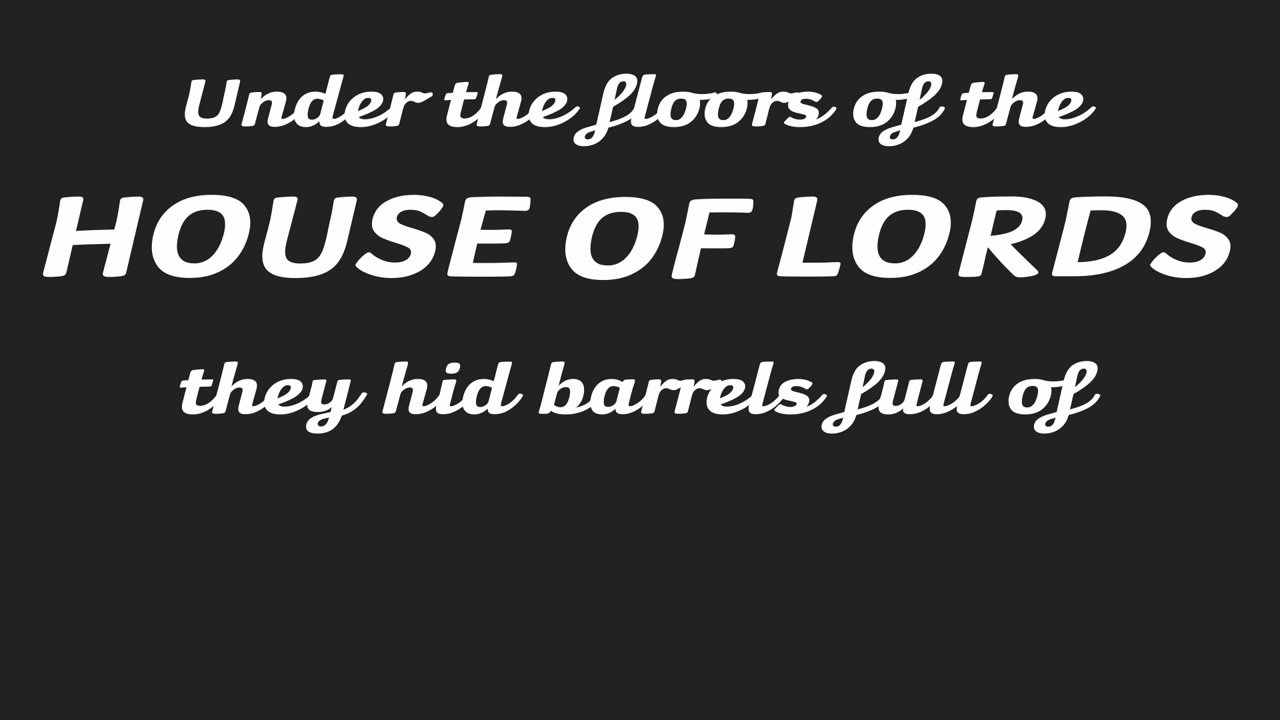 Under the floors of the
HOUSE OF LORDS
they hid barrels full of